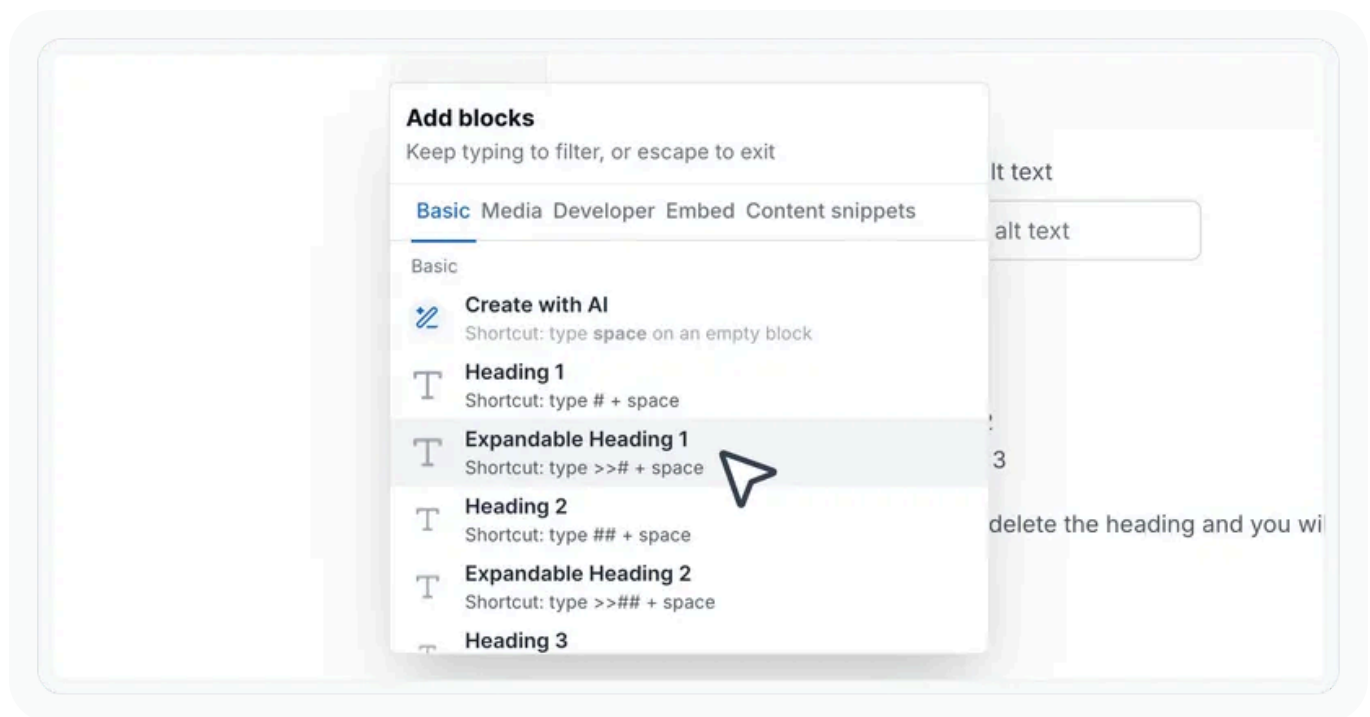 Add blocks
Keep typing to filter, or escape to exit
lt text
Basic Media Developer Embed Content snippets
alt text
Basic
Create with AI
Shortcut: type space on an empty block
Heading 1
Shortcut: type # + space
Expandable Heading 1
Shortcut: type >># + space
3
Heading 2
Shortcut: type ## + space
delete the heading and you wi
Expandable Heading 2
Shortcut: type >>## + space
Heading 3